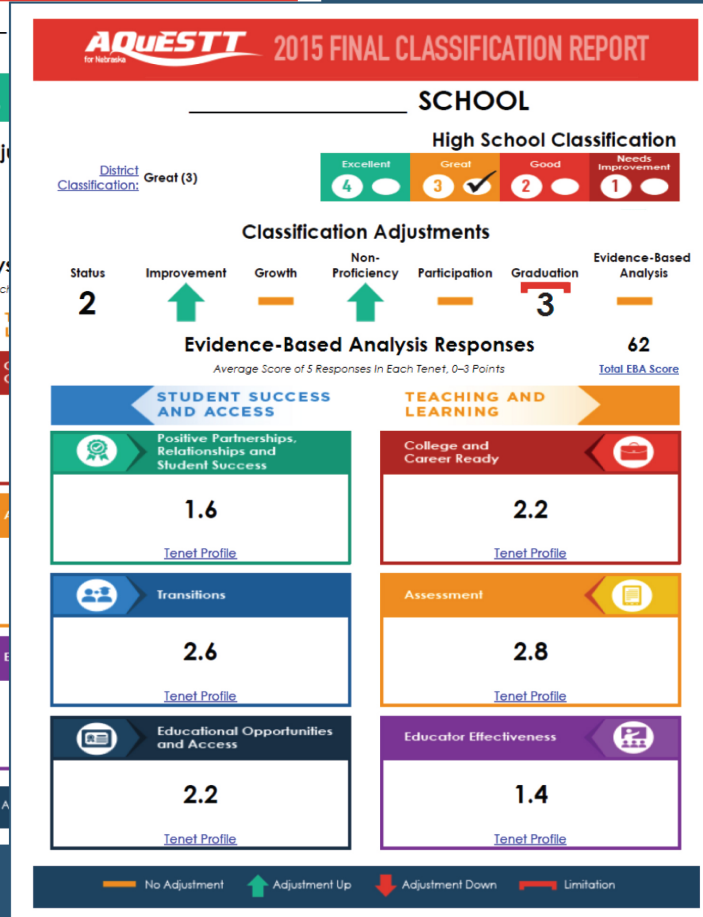 AQuESTT
for Nebraska
2015 FINAL CLASSIFICATION REPORT
SCHOOL
High School Classification
District Classification: Great (3)
Excellent
4
Great
3
Good
2
Needs Improvement
1
Classification Adjustments
Status
2
Improvement
Growth
Non-Proficiency
Participation
Graduation
3
Evidence-Based
Analysis
Evidence-Based Analysis Responses
62
Average Score of 5 Responses In Each Tenet, 0–3 Points
Total EBA Score
STUDENT SUCCESS
AND ACCESS
TEACHING AND
LEARNING
Positive Partnerships,
Relationships and
Student Success
1.6
Tenet Profile
College and
Career Ready
2.2
Tenet Profile
Transitions
2.6
Tenet Profile
Assessment
2.8
Tenet Profile
Educational Opportunities
and Access
2.2
Tenet Profile
Educator Effectiveness
1.4
Tenet Profile
No Adjustment
Adjustment Up
Adjustment Down
Limitation